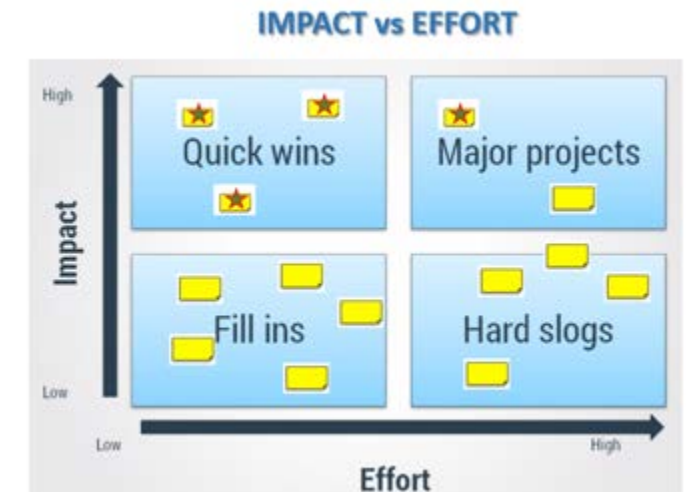 IMPACT vs EFFORT
High
Quick wins
Major projects
Impact
Fill ins
Hard slogs
Low
Low
High
Effort